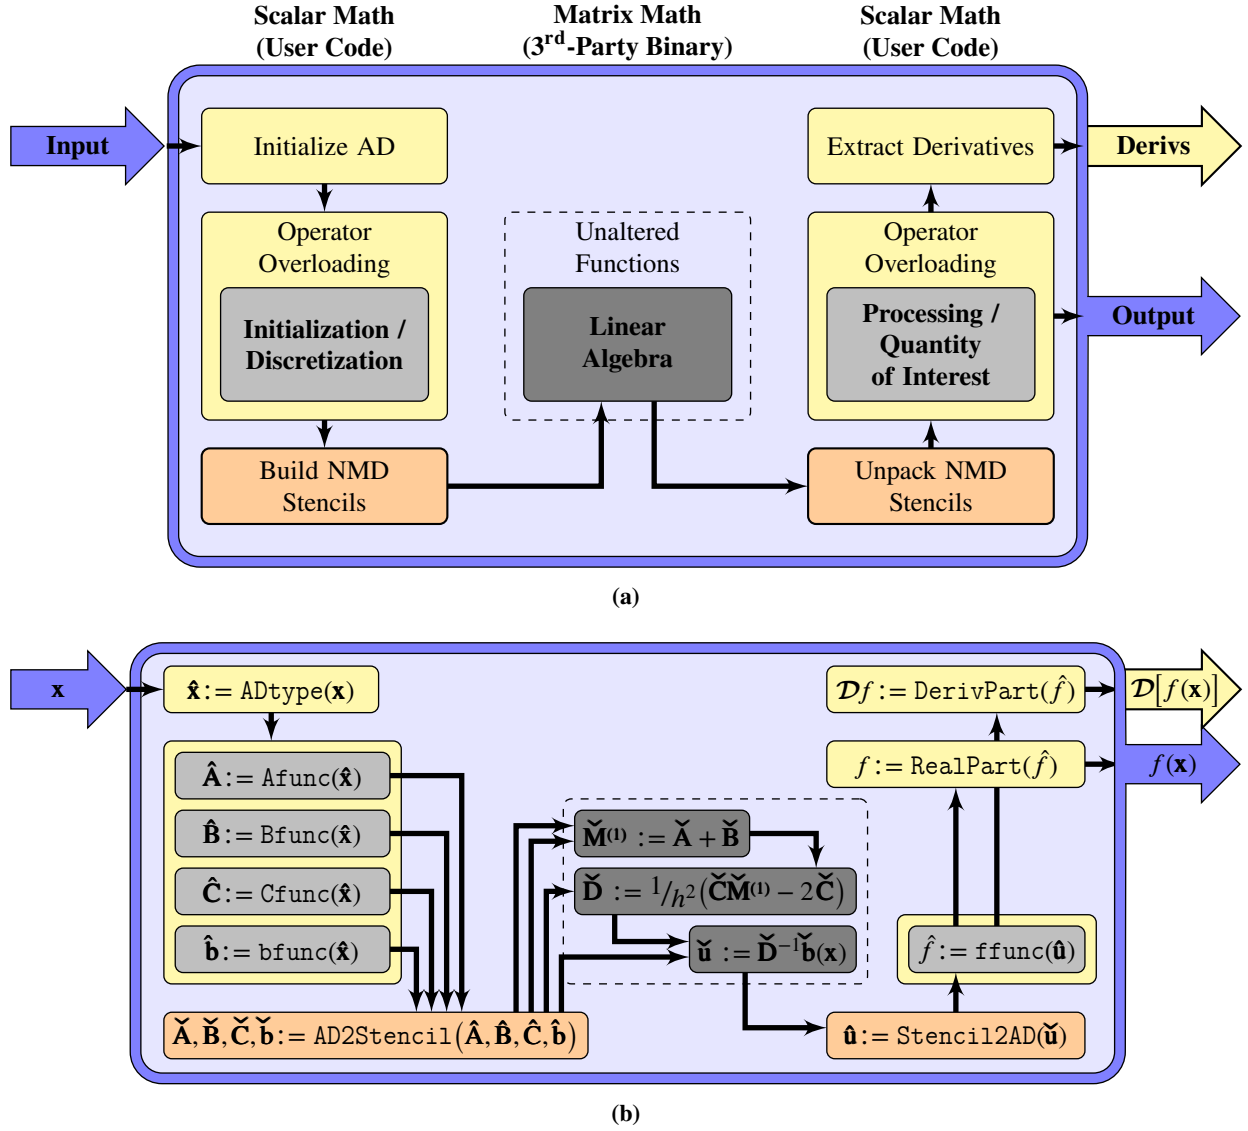 Scalar Math
(User Code)
Matrix Math
(3rd-Party Binary)
Scalar Math
(User Code)
Input
Initialize AD
Operator
Overloading
Initialization /
Discretization
Build NMD
Stencils
Unaltered
Functions
Linear
Algebra
Extract Derivatives
Operator
Overloading
Processing /
Quantity
of Interest
Unpack NMD
Stencils
Derivs
Output
(a)
x
x̂ := ADtype(x)
Â := Afunc(x̂)
B̂ := Bfunc(x̂)
Ĉ := Cfunc(x̂)
b̂ := bfunc(x̂)
Ǎ, B̌, Č, b̌ := AD2Stencil(Â, B̂, Ĉ, b̂)
M̌⁽¹⁾ := Ǎ + B̌
Ď := 1/h²(ČM̌⁽¹⁾ − 2Č)
ǔ := Ď⁻¹b̌(x)
𝓓f := DerivPart(f̂)
f := RealPart(f̂)
f̂ := ffunc(û)
û := Stencil2AD(ǔ)
𝓓[f(x)]
f(x)
(b)